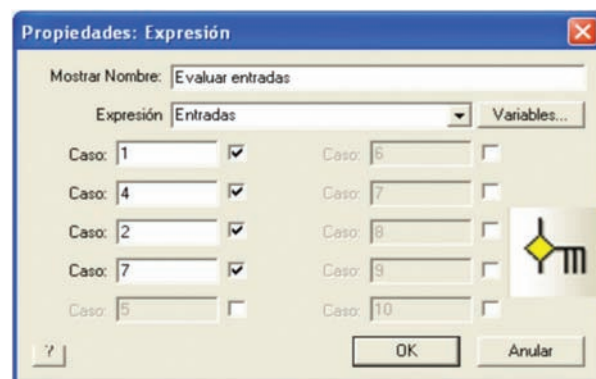 Propiedades: Expresión
Mostrar Nombre: Evaluar entradas
Expresión Entradas Variables...
Caso: 1 Caso: 6
Caso: 4 Caso: 7
Caso: 2 Caso: 8
Caso: 7 Caso: 9
Caso: 5 Caso: 10
? OK Anular